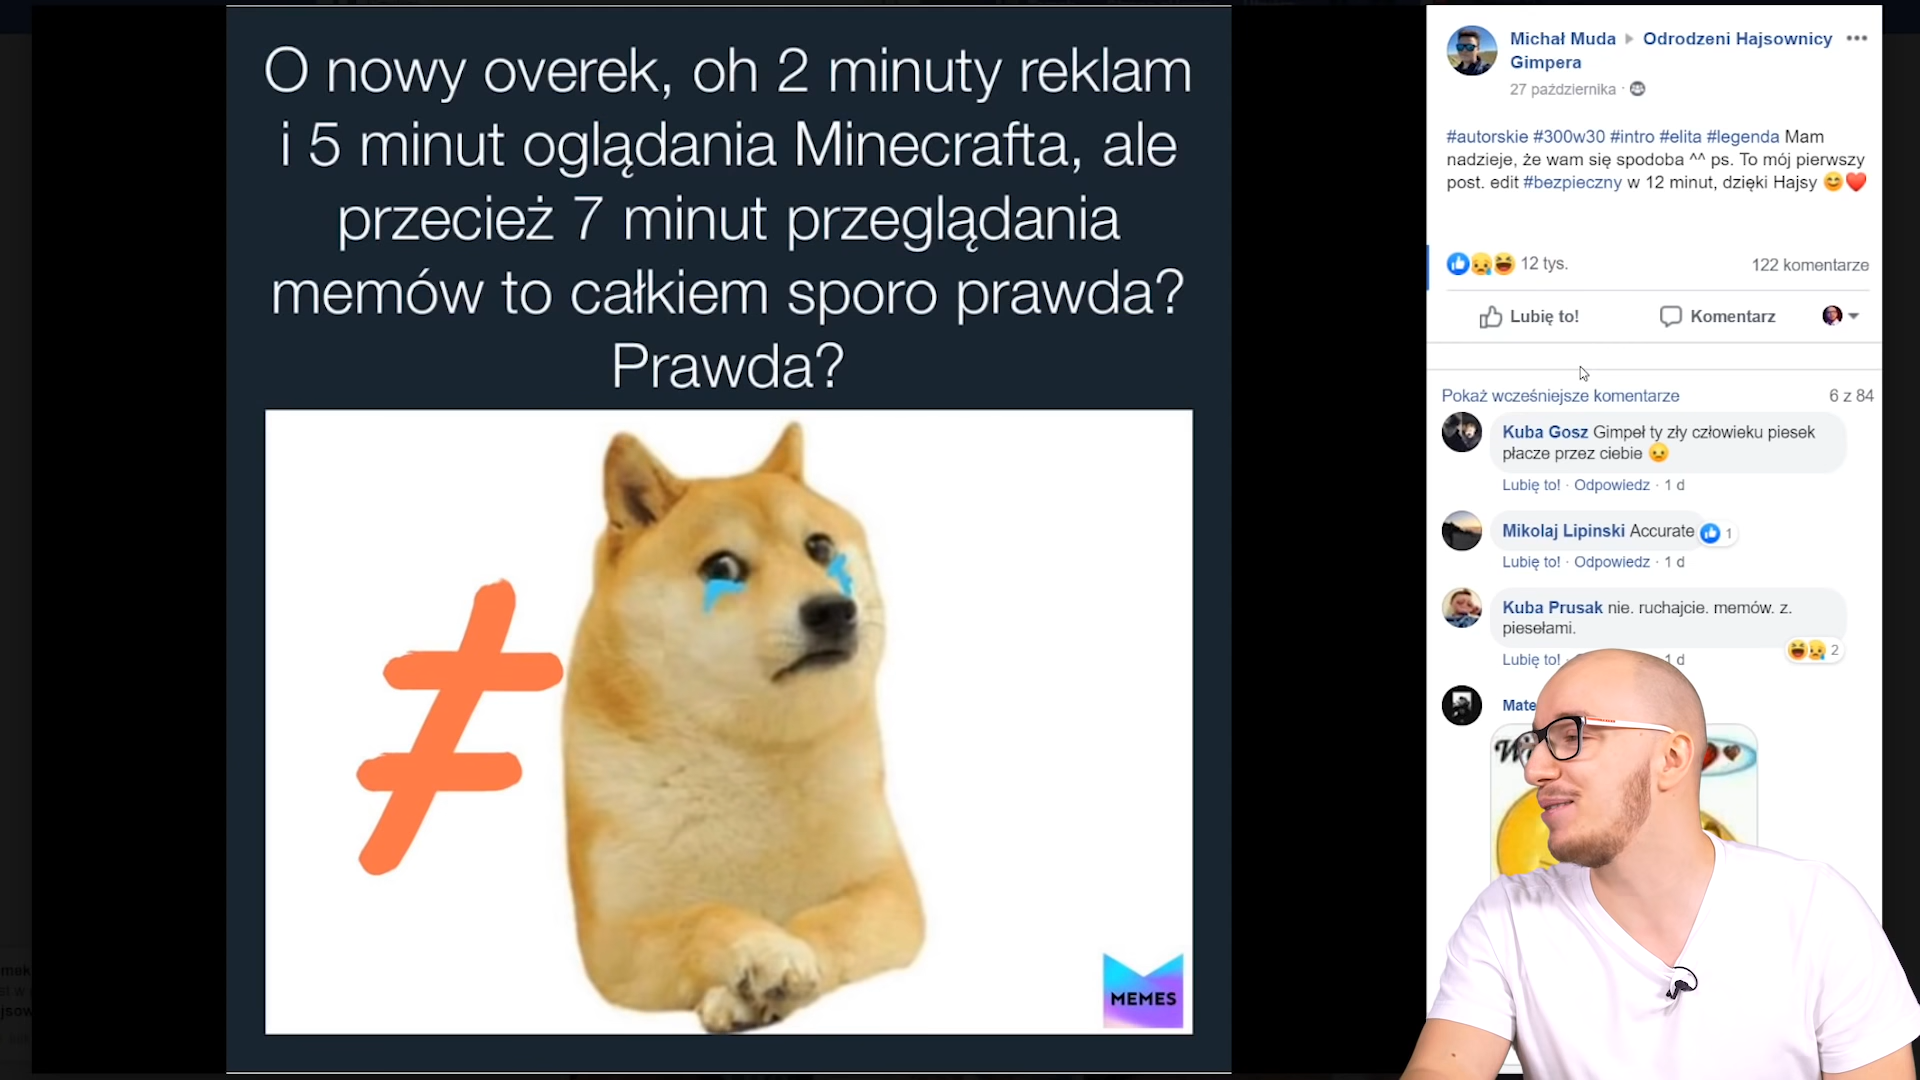 O nowy overek, oh 2 minuty reklam
i 5 minut oglądania Minecrafta, ale
przecież 7 minut przeglądania
memów to całkiem sporo prawda?
Prawda?
MEMES
Michał Muda ▸ Odrodzeni Hajsownicy
Gimpera
27 października ·
#autorskie #300w30 #intro #elita #legenda Mam
nadzieje, że wam się spodoba ^^ ps. To mój pierwszy
post. edit #bezpieczny w 12 minut, dzięki Hajsy 😊❤️
12 tys.
122 komentarze
Lubię to!
Komentarz
Pokaż wcześniejsze komentarze
6 z 84
Kuba Gosz Gimpeł ty zły człowieku piesek
płacze przez ciebie 😟
Lubię to! · Odpowiedz · 1 d
Mikolaj Lipinski Accurate
1
Lubię to! · Odpowiedz · 1 d
Kuba Prusak nie. ruchajcie. memów. z.
piesełami.
2
Lubię to!
1 d
Mate